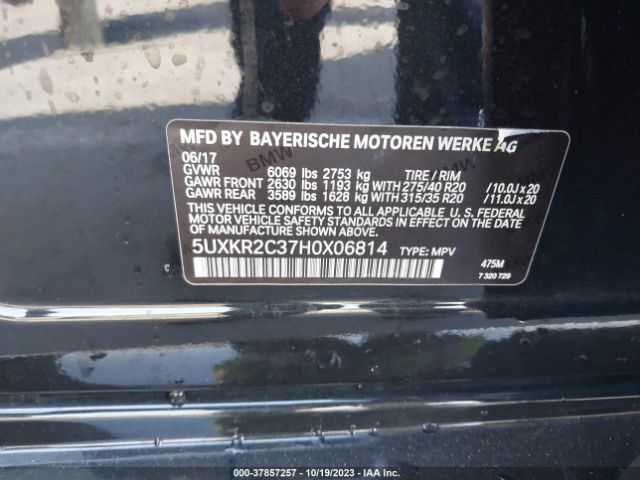 MFD BY BAYERISCHE MOTOREN WERKE AG
06/17
GVWR 6069 lbs 2753 kg TIRE / RIM
GAWR FRONT 2630 lbs 1193 kg WITH 275/40 R20 /10.0J x 20
GAWR REAR 3589 lbs 1628 kg WITH 315/35 R20 /11.0J x 20
THIS VEHICLE CONFORMS TO ALL APPLICABLE U. S. FEDERAL
MOTOR VEHICLE SAFETY STANDARDS IN EFFECT ON THE DATE
OF MANUFACTURE SHOWN ABOVE.
5UXKR2C37H0X06814 TYPE: MPV 475M
7 320 729
BMW
BMW
BMW
000-37857257 - 10/19/2023 - IAA Inc.